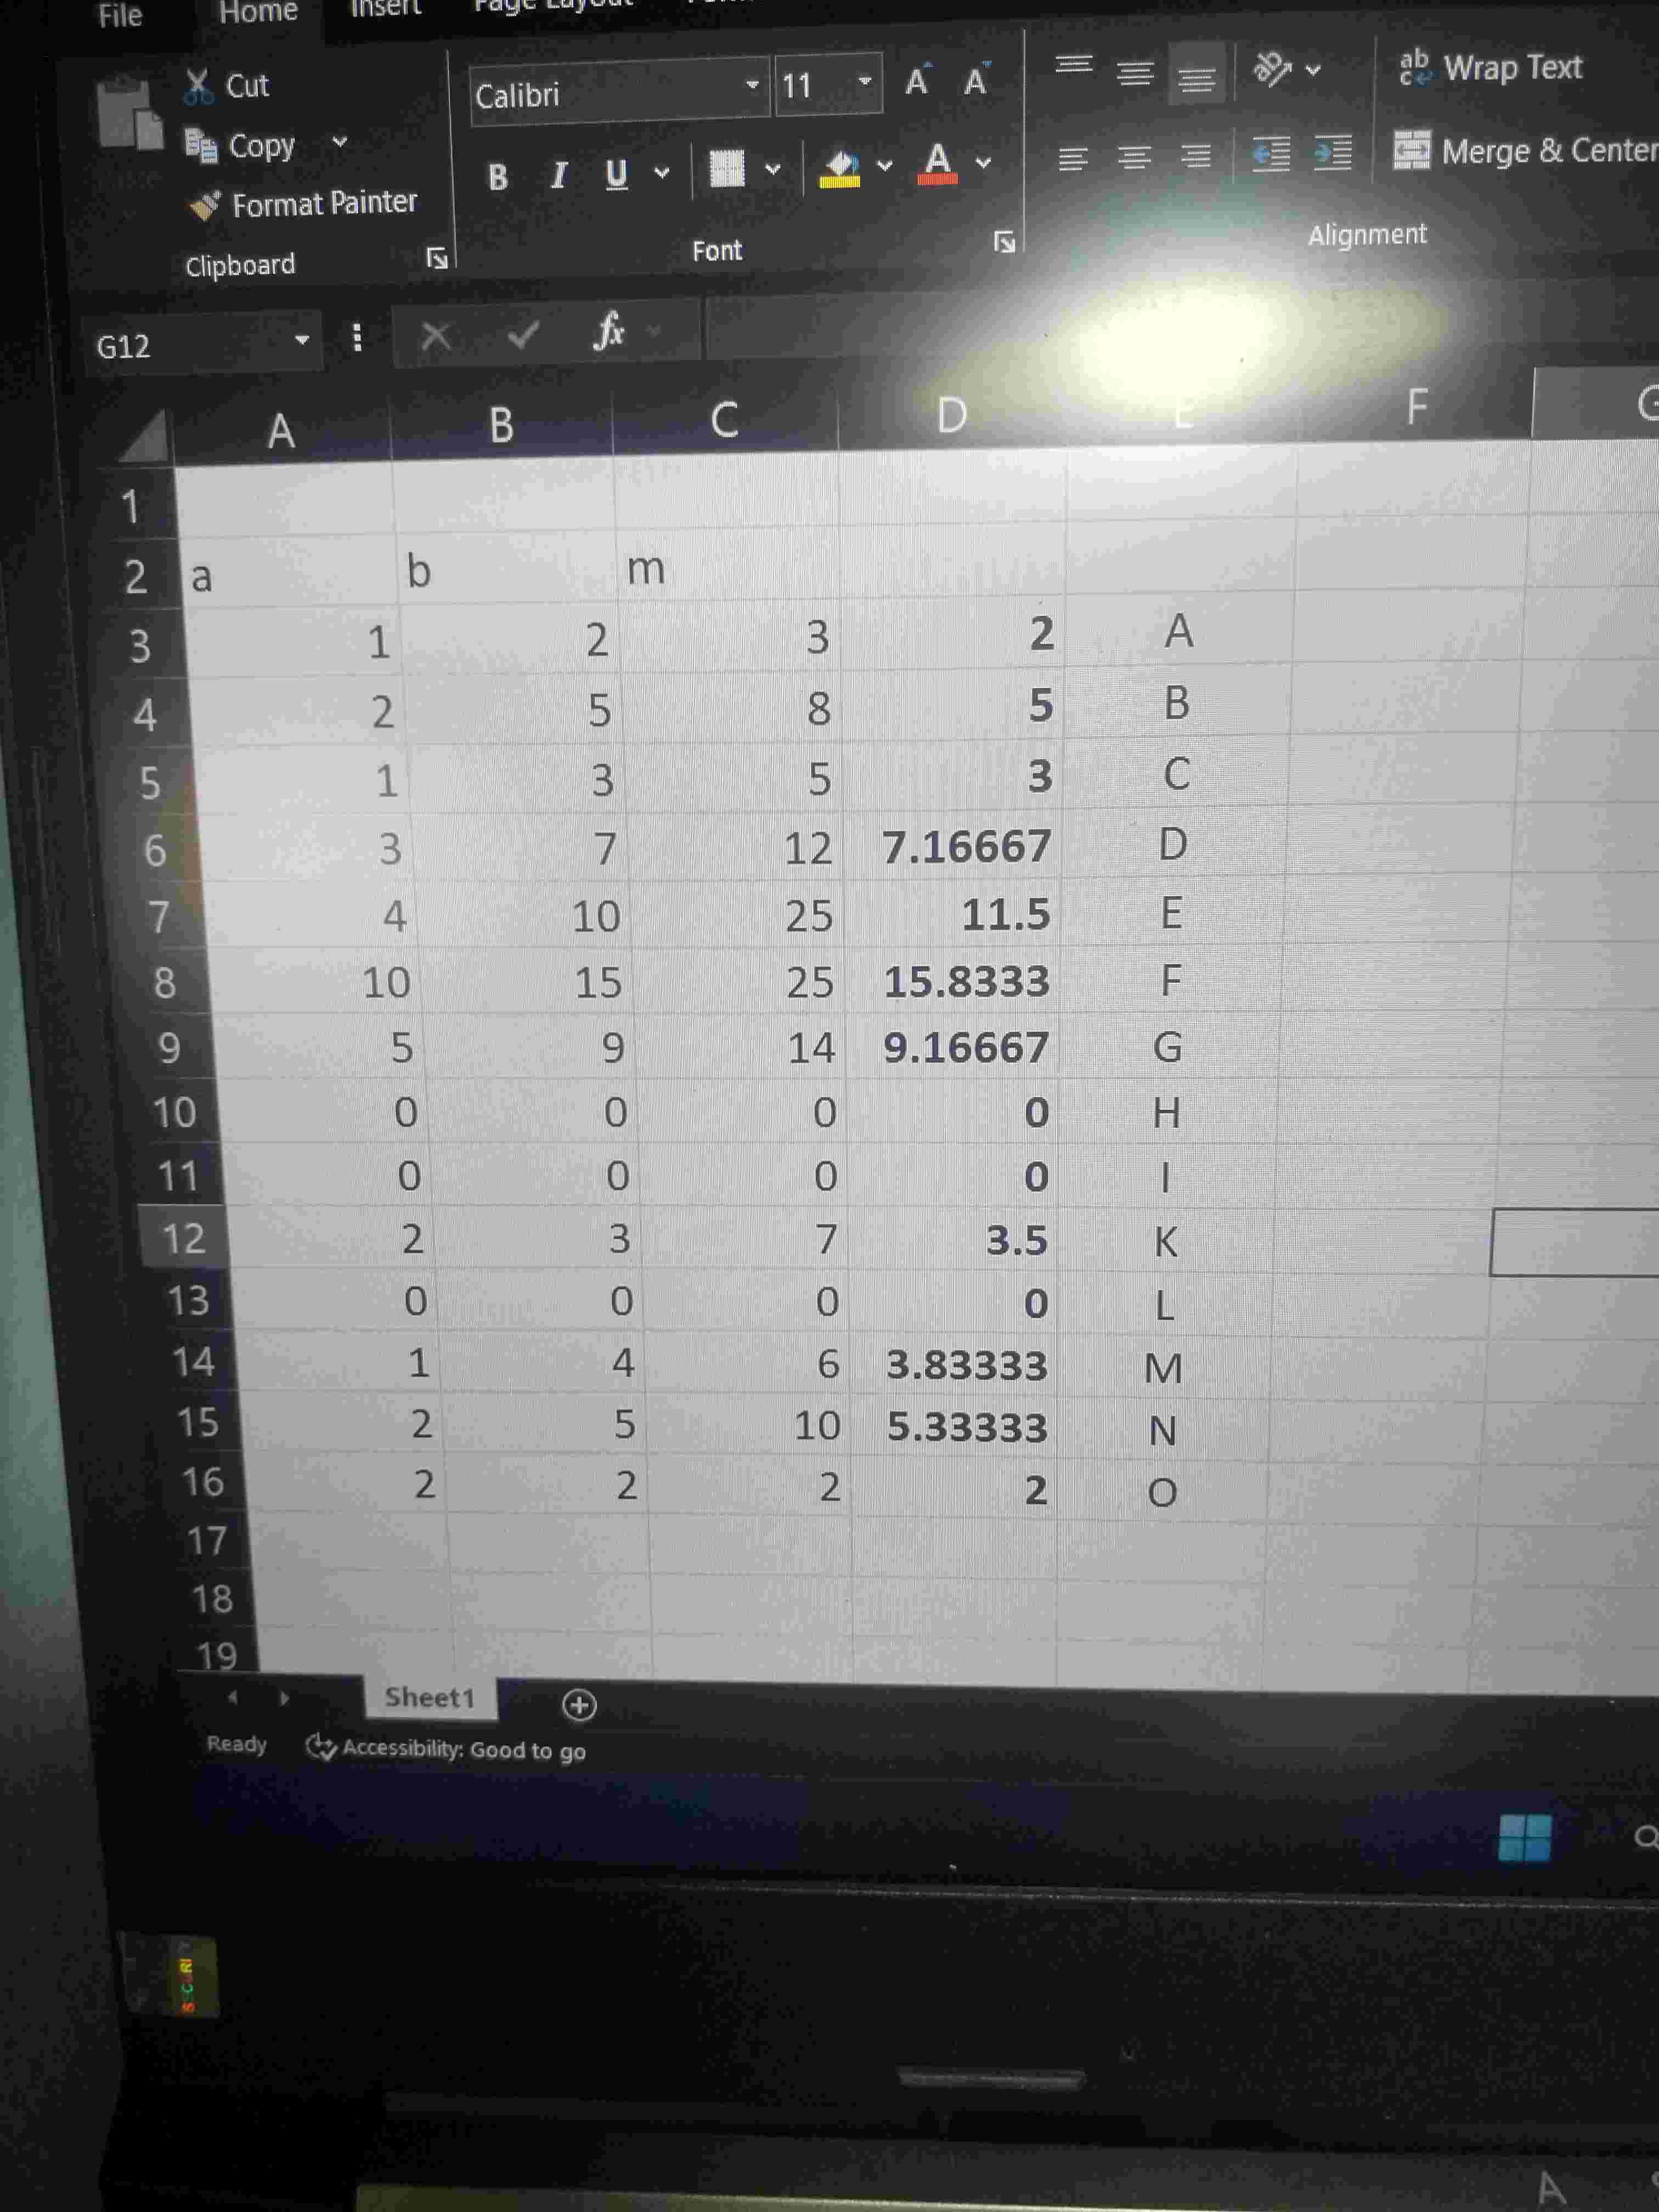 File Home Insert Page Layout
Cut
Copy
Format Painter
Clipboard
Calibri 11 A A
B I U A
Font
ab Wrap Text
c
Merge & Center
Alignment
G12 fx
A B C D E F G
1
2 a b m
3 1 2 3 2 A
4 2 5 8 5 B
5 1 3 5 3 C
6 3 7 12 7.16667 D
7 4 10 25 11.5 E
8 10 15 25 15.8333 F
9 5 9 14 9.16667 G
10 0 0 0 0 H
11 0 0 0 0 I
12 2 3 7 3.5 K
13 0 0 0 0 L
14 1 4 6 3.83333 M
15 2 5 10 5.33333 N
16 2 2 2 2 O
17
18
19
Sheet1
Ready Accessibility: Good to go
A